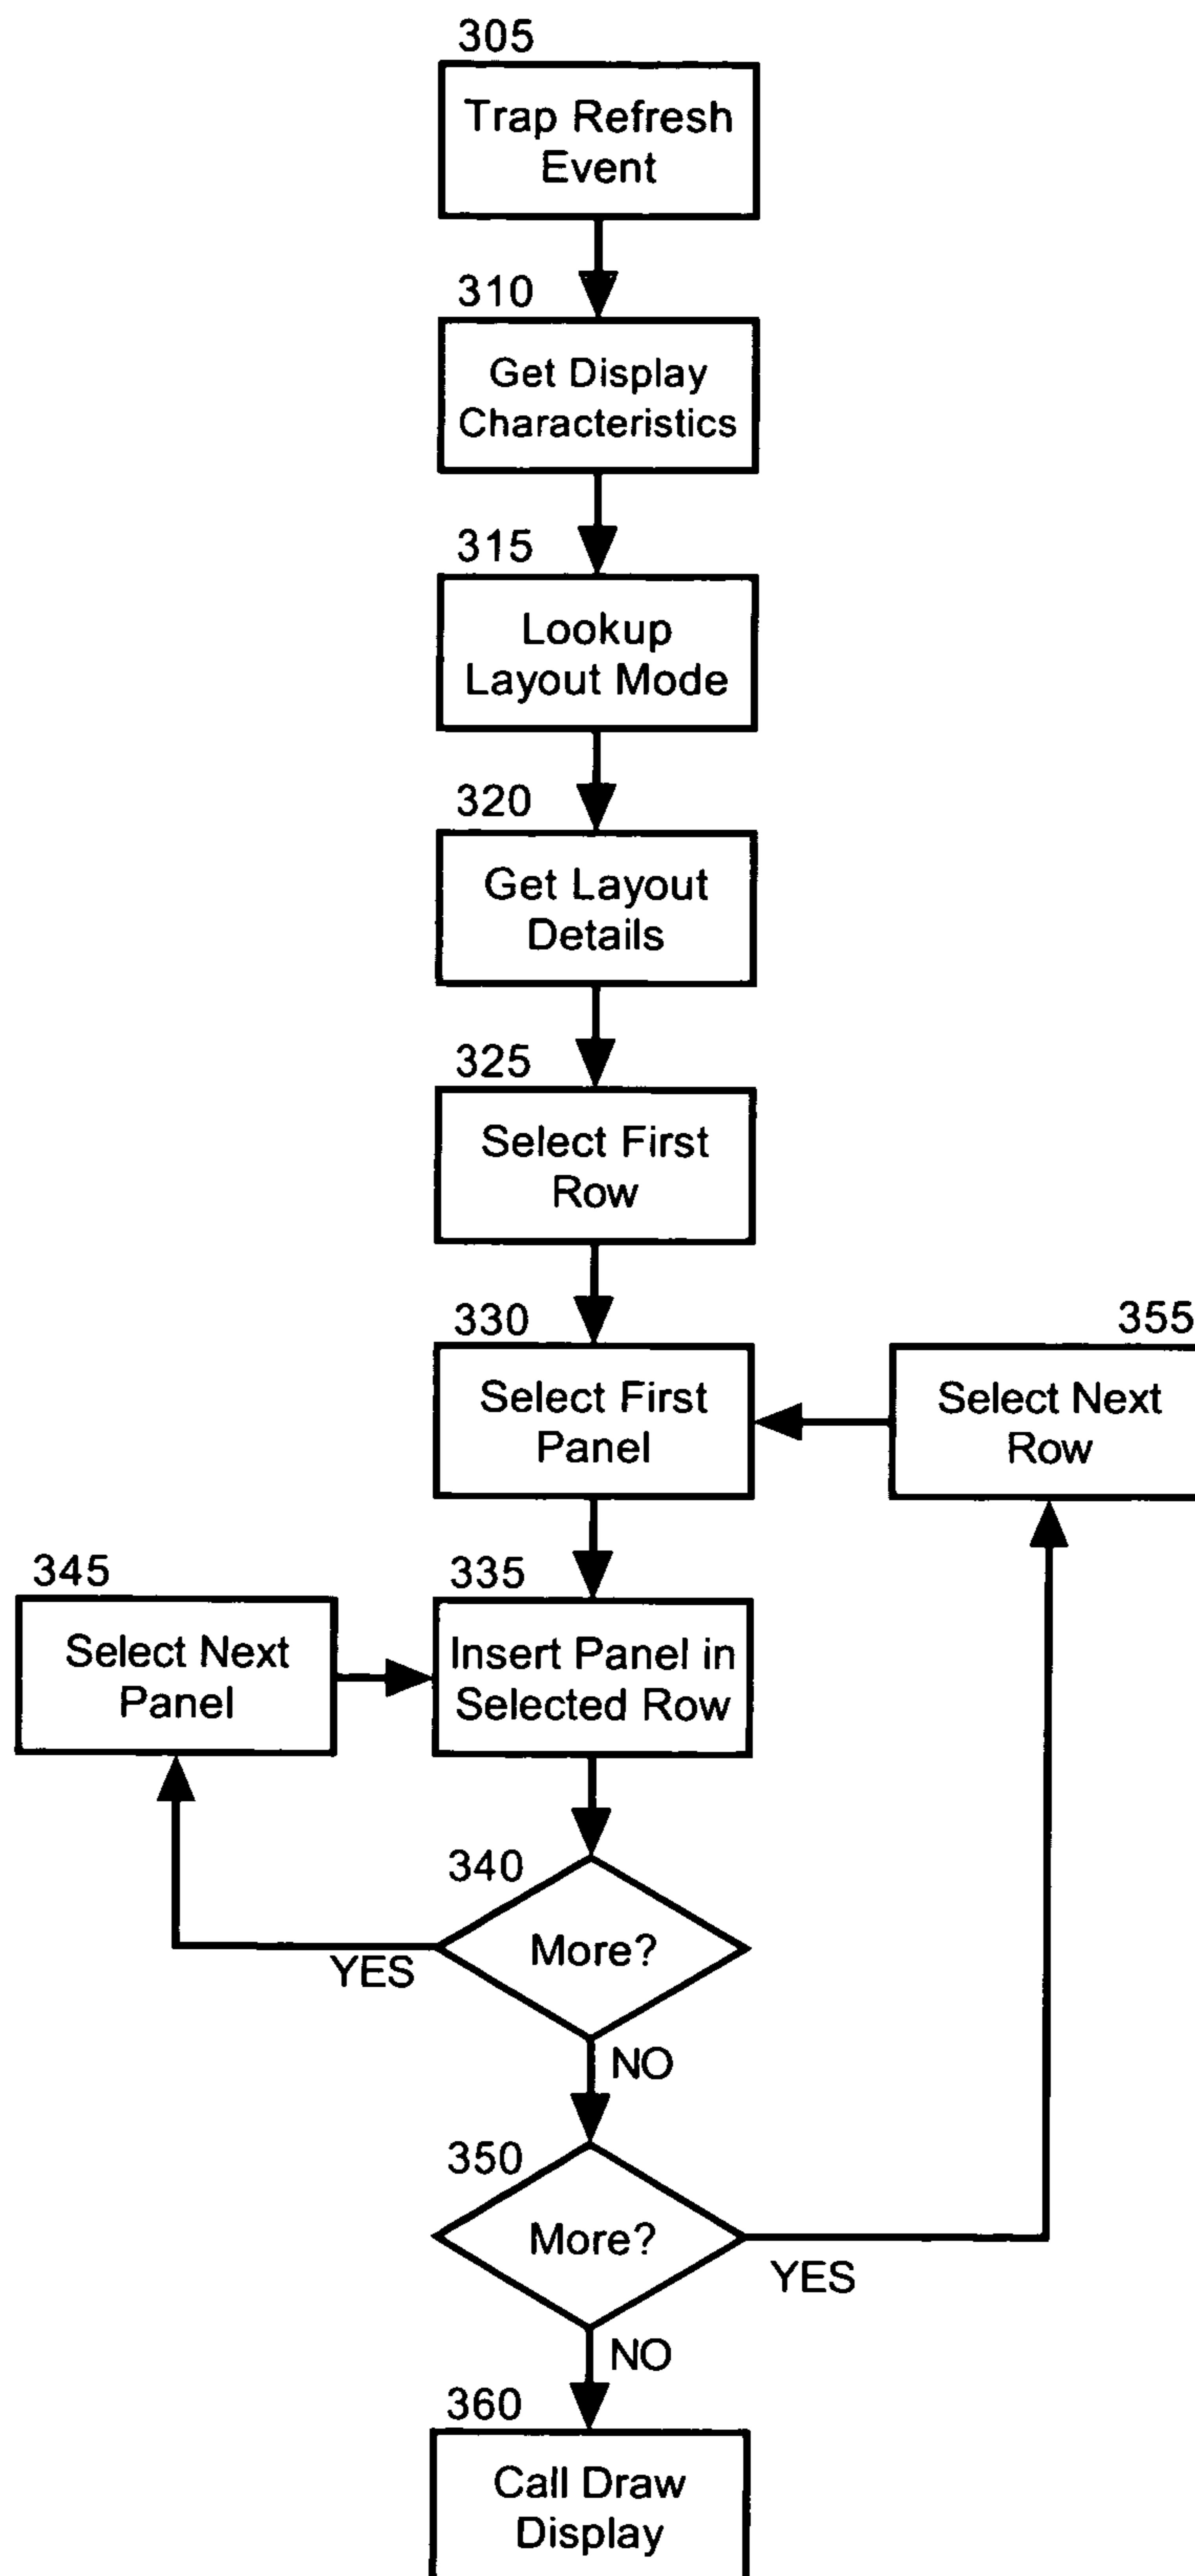 305
Trap Refresh
Event
310
Get Display
Characteristics
315
Lookup
Layout Mode
320
Get Layout
Details
325
Select First
Row
330
Select First
Panel
355
Select Next
Row
345
Select Next
Panel
335
Insert Panel in
Selected Row
340
More?
YES
NO
350
More?
YES
NO
360
Call Draw
Display